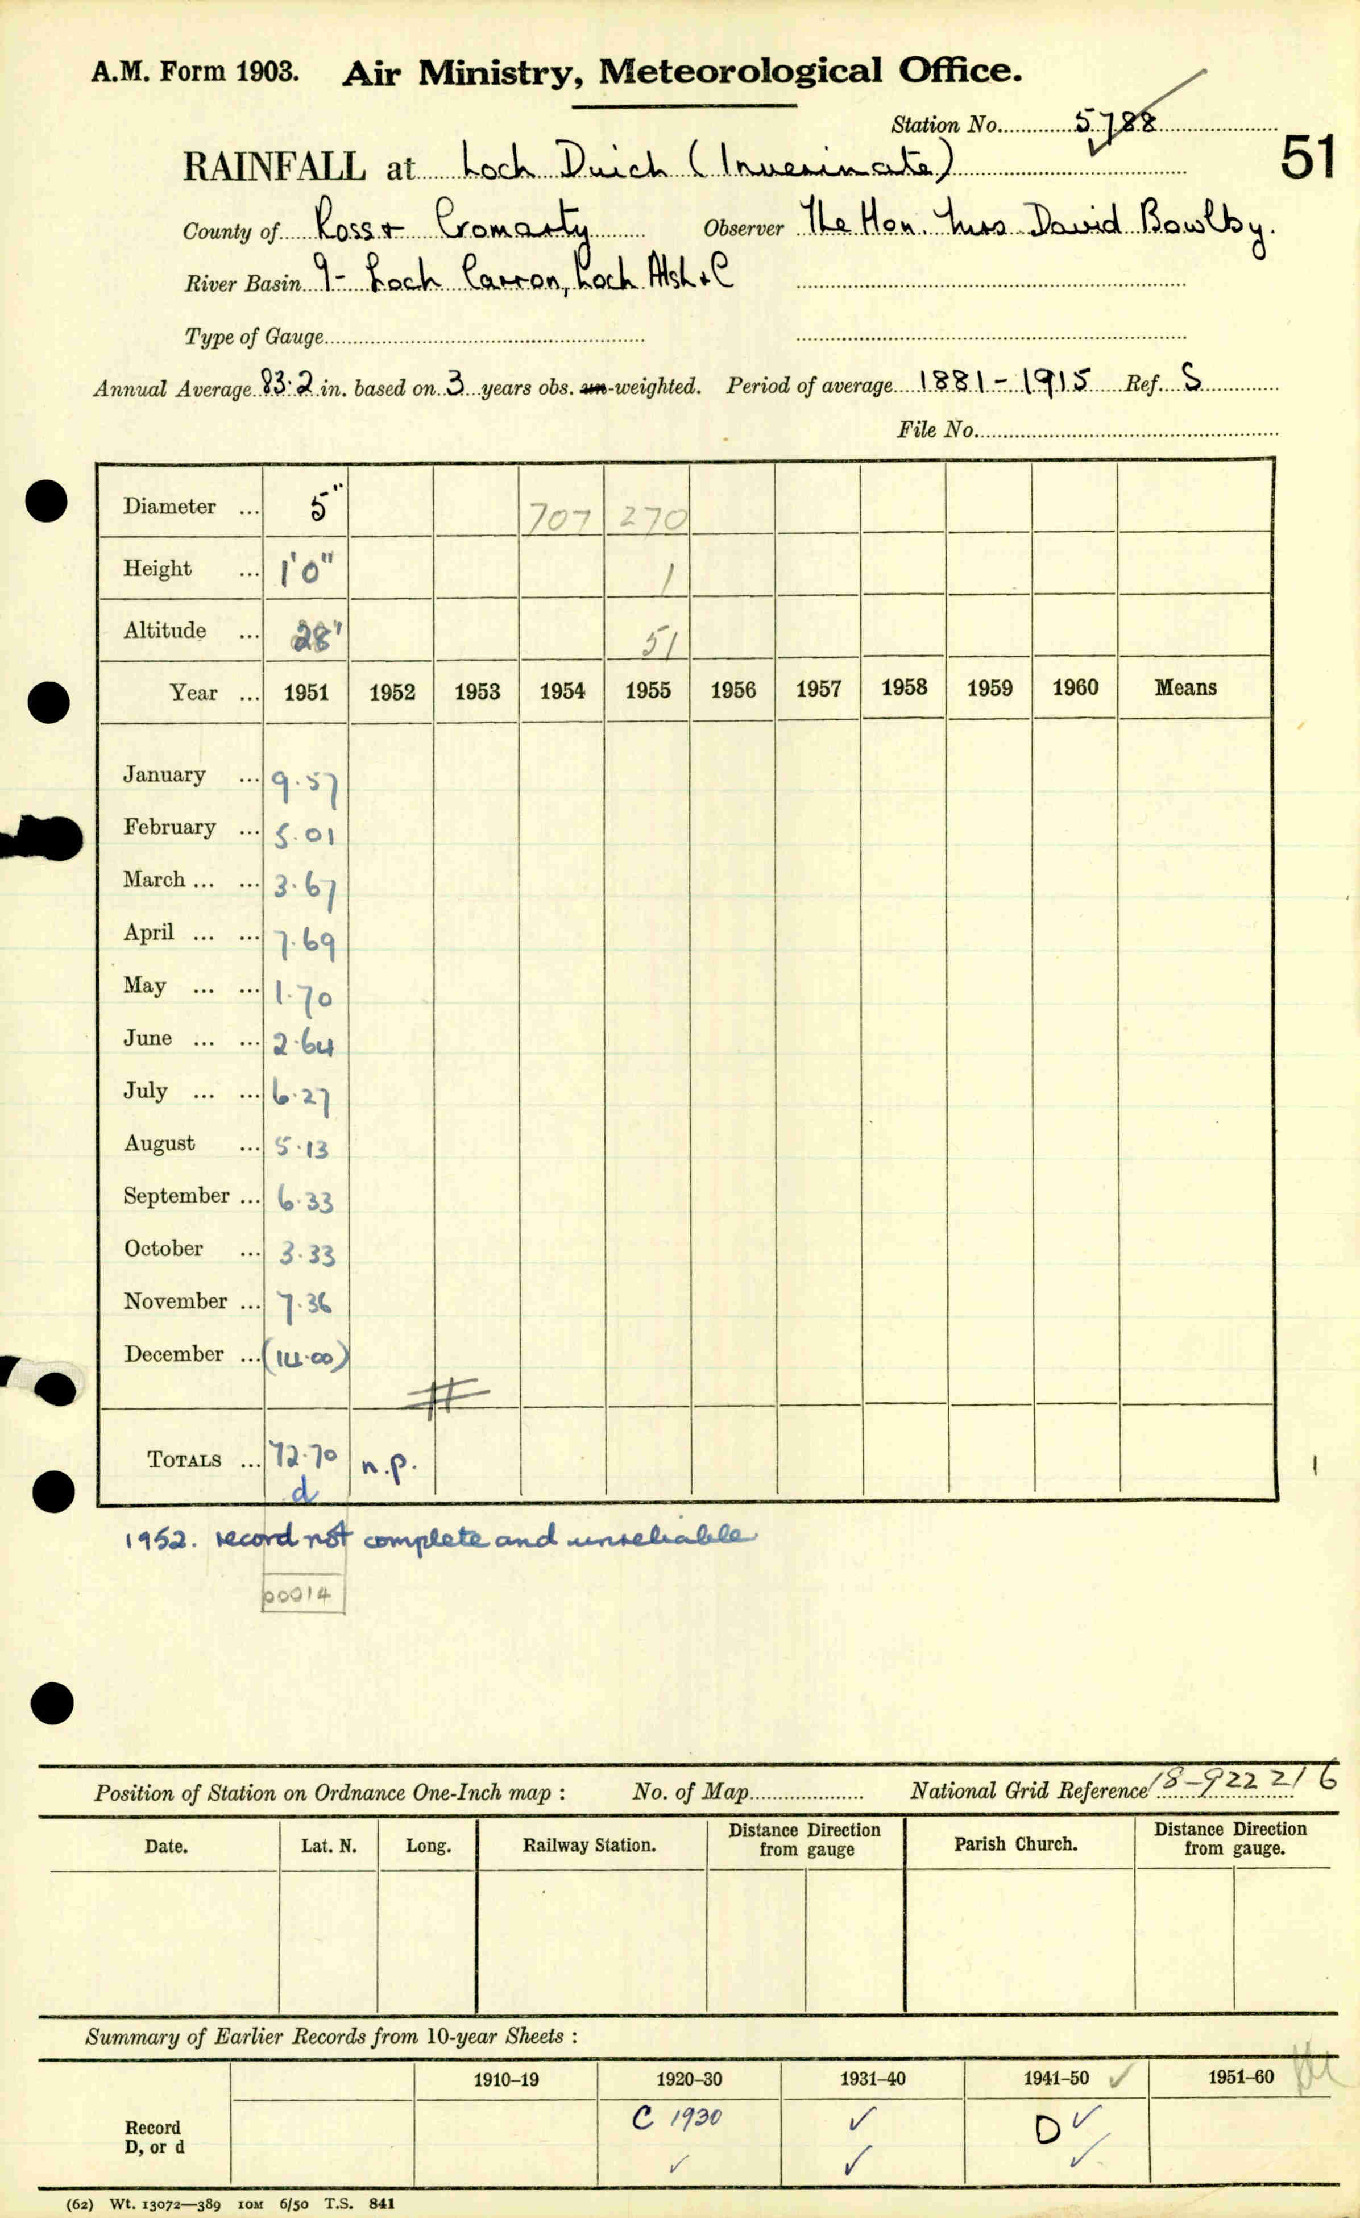 A.M. Form 1903. Air Ministry, Meteorological Office.
Station No. 5788
51
RAINFALL at Loch Duich (Inverinate)
County of Ross & Cromarty Observer The Hon. Mrs David Bowlby.
River Basin 9 - Loch Carron, Loch Alsh &C
Type of Gauge
Annual Average 83.2 in. based on 3 years obs. un-weighted. Period of average 1881-1915 Ref. S
File No.
Diameter ... 5" 707 270
Height ... 1'0" 1
Altitude ... 28' 51
Year ... 1951 1952 1953 1954 1955 1956 1957 1958 1959 1960 Means
January ... 9.57
February ... 5.01
March ... ... 3.67
April ... ... 7.69
May ... ... 1.70
June ... ... 2.64
July ... ... 6.27
August ... 5.13
September ... 6.33
October ... 3.33
November ... 7.36
December ... (14.00)
TOTALS ... 72.70 n.p.
d
1952. record not complete and unreliable
00014
Position of Station on Ordnance One-Inch map : No. of Map National Grid Reference 18-922 216
Date. Lat. N. Long. Railway Station. Distance from Direction gauge Parish Church. Distance from Direction gauge.
Summary of Earlier Records from 10-year Sheets :
1910-19 1920-30 1931-40 1941-50 ✓ 1951-60
Record C 1930 ✓ D ✓
D, or d ✓ ✓ ✓
(62) Wt. 13072—389 10M 6/50 T.S. 841